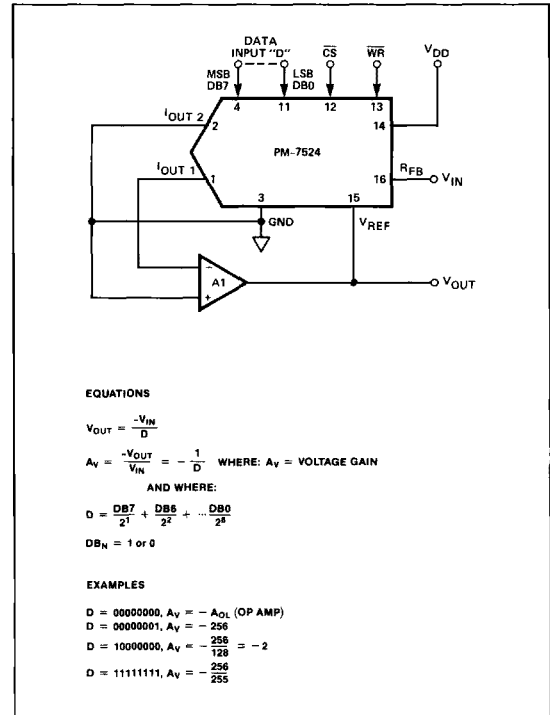 DATA
INPUT "D"
CS
WR
VDD
MSB
DB7
LSB
DB0
4
11
12
13
IOUT 2
2
14
PM-7524
IOUT 1
1
RFB
16
VIN
3
15
GND
VREF
−
A1
+
VOUT
EQUATIONS
VOUT = -VIN / D
AV = -VOUT / VIN = - 1 / D WHERE: AV = VOLTAGE GAIN
AND WHERE:
D = DB7 / 2^1 + DB6 / 2^2 + ··· DB0 / 2^8
DBN = 1 or 0
EXAMPLES
D = 00000000, AV = - AOL (OP AMP)
D = 00000001, AV = - 256
D = 10000000, AV = - 256 / 128 = -2
D = 11111111, AV = - 256 / 255